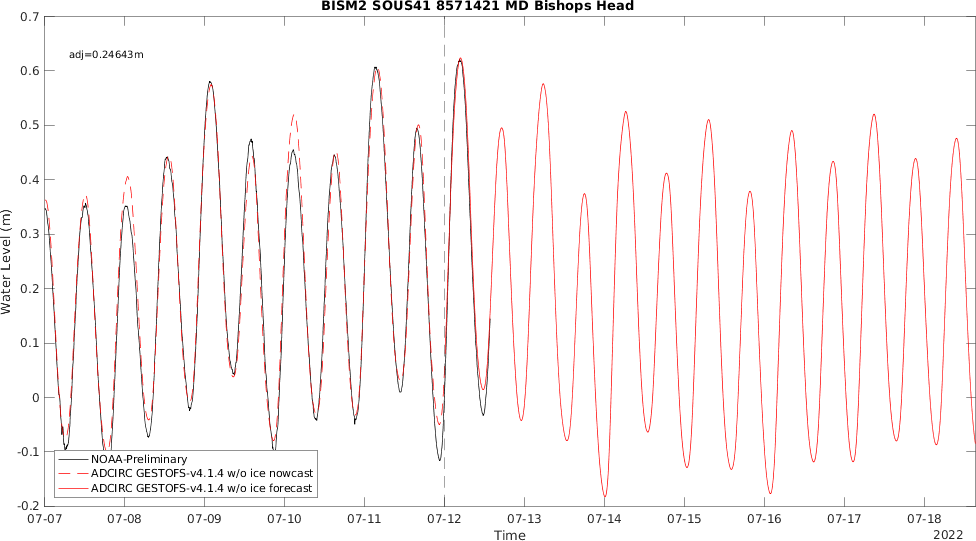 BISM2 SOUS41 8571421 MD Bishops Head
0.7
0.6
0.5
0.4
0.3
0.2
0.1
0
-0.1
-0.2
Water Level (m)
adj=0.24643m
NOAA-Preliminary
ADCIRC GESTOFS-v4.1.4 w/o ice nowcast
ADCIRC GESTOFS-v4.1.4 w/o ice forecast
07-07 07-08 07-09 07-10 07-11 07-12 07-13 07-14 07-15 07-16 07-17 07-18
Time
2022